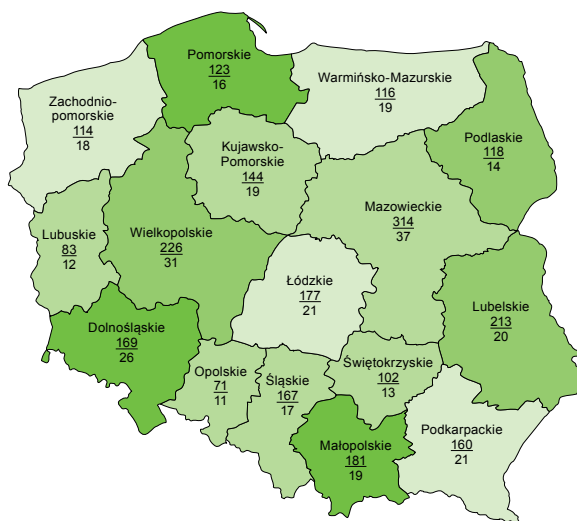 Pomorskie
123
16
Warmińsko-Mazurskie
116
19
Zachodnio-
pomorskie
114
18
Podlaskie
118
14
Kujawsko-
Pomorskie
144
19
Mazowieckie
314
37
Lubuskie
83
12
Wielkopolskie
226
31
Łódzkie
177
21
Lubelskie
213
20
Dolnośląskie
169
26
Opolskie
71
11
Śląskie
167
17
Świętokrzyskie
102
13
Małopolskie
181
19
Podkarpackie
160
21